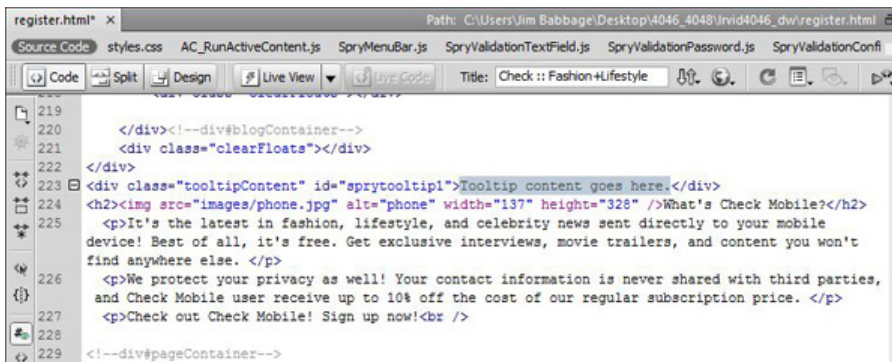 register.html* × Path: C:\Users\Jim Babbage\Desktop\4046_4048\lrvid4046_dw\register.html
Source Code styles.css AC_RunActiveContent.js SpryMenuBar.js SpryValidationTextField.js SpryValidationPassword.js SpryValidationConfi
Code Split Design Live View Live Code Title: Check :: Fashion+Lifestyle
219
220 </div><!--div#blogContainer-->
221 <div class="clearFloats"></div>
222 </div>
223 <div class="tooltipContent" id="sprytooltip1">Tooltip content goes here.</div>
224 <h2><img src="images/phone.jpg" alt="phone" width="137" height="328" />What's Check Mobile?</h2>
225 <p>It's the latest in fashion, lifestyle, and celebrity news sent directly to your mobile
device! Best of all, it's free. Get exclusive interviews, movie trailers, and content you won't
find anywhere else. </p>
226 <p>We protect your privacy as well! Your contact information is never shared with third parties,
and Check Mobile user receive up to 10% off the cost of our regular subscription price. </p>
227 <p>Check out Check Mobile! Sign up now!<br />
228
229 <!--div#pageContainer-->